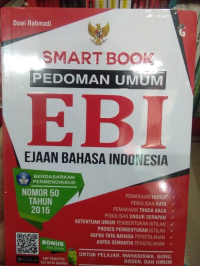 Duwi Rahmadi
SMART BOOK
PEDOMAN UMUM
EBI
EJAAN BAHASA INDONESIA
BERDASARKAN
PERMENDIKBUD
NOMOR 50
TAHUN
2015
PEMAKAIAN HURUF
PENULISAN KATA
PEMAKAIAN TANDA BACA
PENULISAN UNSUR SERAPAN
KETENTUAN UMUM PEMBENTUKAN ISTILAH
PROSES PEMBENTUKAN ISTILAH
ASPEK TATA BAHASA PERISTILAHAN
ASPEK SEMANTIK PERISTILAHAN
BONUS
UNTUK PELAJAR, MAHASISWA, GURU,
DOSEN, DAN UMUM